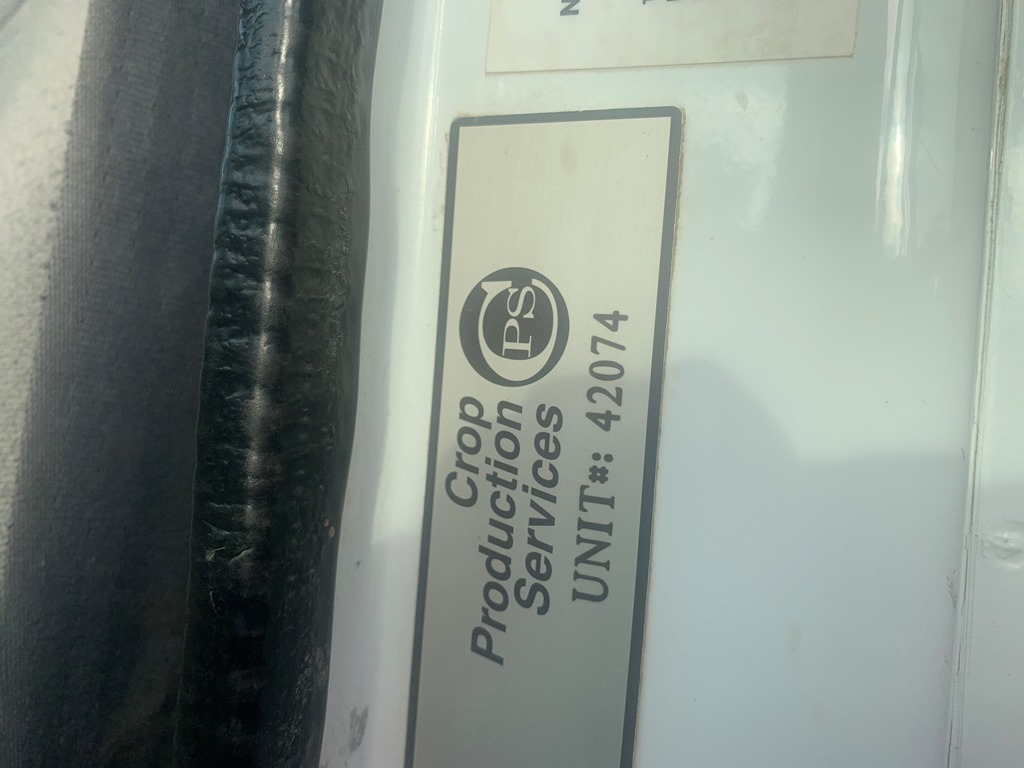 Crop
Production
Services
CPS
UNIT#: 42074